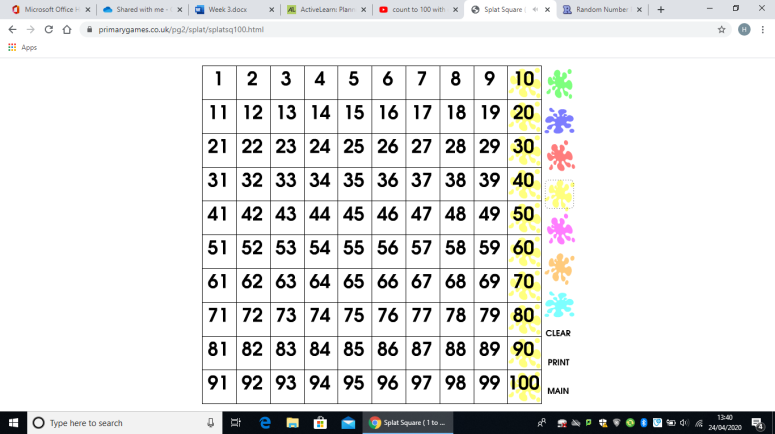 Microsoft Office H
Shared with me -
Week 3.docx
ActiveLearn: Plann
count to 100 with
Splat Square (
Random Number
primarygames.co.uk/pg2/splat/splatsq100.html
H
Apps
1 2 3 4 5 6 7 8 9 10
11 12 13 14 15 16 17 18 19 20
21 22 23 24 25 26 27 28 29 30
31 32 33 34 35 36 37 38 39 40
41 42 43 44 45 46 47 48 49 50
51 52 53 54 55 56 57 58 59 60
61 62 63 64 65 66 67 68 69 70
71 72 73 74 75 76 77 78 79 80
81 82 83 84 85 86 87 88 89 90
91 92 93 94 95 96 97 98 99 100
CLEAR
PRINT
MAIN
Type here to search
Splat Square ( 1 to ...
13:40
24/04/2020
4